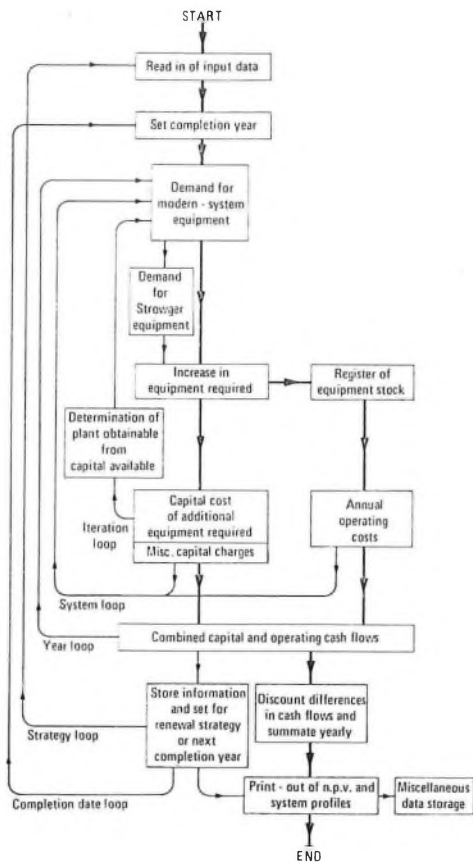 START
Read in of input data
Set completion year
Demand for
modern - system
equipment
Demand
for
Strowger
equipment
Increase in
equipment required
Register of
equipment stock
Determination of
plant obtainable
from
capital available
Iteration
loop
Capital cost
of additional
equipment required
Misc. capital charges
Annual
operating
costs
System loop
Year loop
Combined capital and operating cash flows
Store information
and set for
renewal strategy
or next
completion year
Discount differences
in cash flows and
summate yearly
Strategy loop
Completion date loop
Print - out of n.p.v. and
system profiles
Miscellaneous
data storage
END